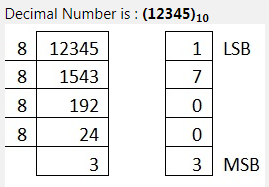 Decimal Number is : (12345)₁₀
8 12345 1 LSB
8 1543 7
8 192 0
8 24 0
3 3 MSB